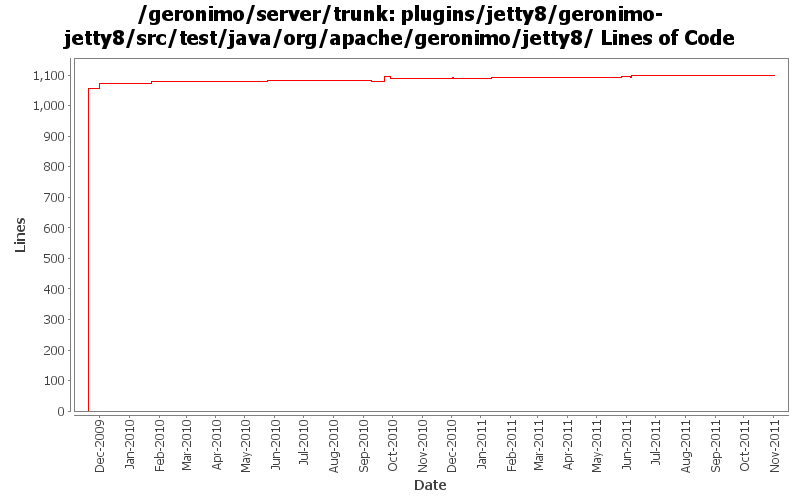 /geronimo/server/trunk: plugins/jetty8/geronimo-
jetty8/src/test/java/org/apache/geronimo/jetty8/ Lines of Code
Lines
1,100
1,000
900
800
700
600
500
400
300
200
100
0
Dec-2009
Jan-2010
Feb-2010
Mar-2010
Apr-2010
May-2010
Jun-2010
Jul-2010
Aug-2010
Sep-2010
Oct-2010
Nov-2010
Dec-2010
Jan-2011
Feb-2011
Mar-2011
Apr-2011
May-2011
Jun-2011
Jul-2011
Aug-2011
Sep-2011
Oct-2011
Nov-2011
Date